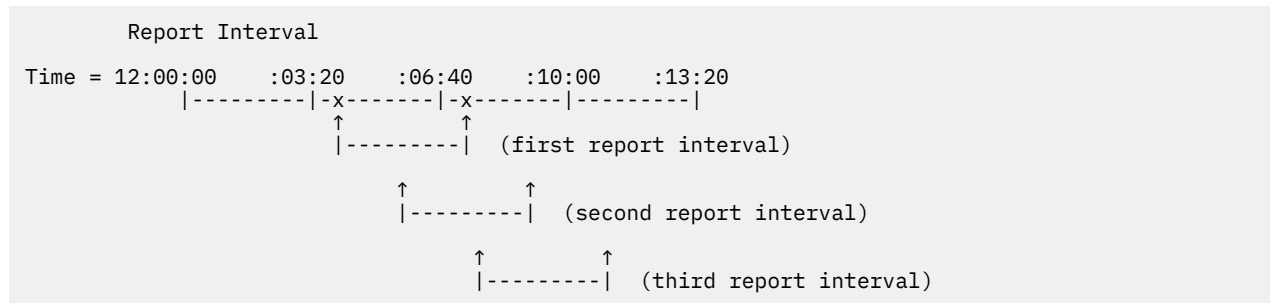 Report Interval
Time = 12:00:00    :03:20    :06:40    :10:00    :13:20
|---------|-x-------|-x-------|---------|
↑         ↑
|---------|  (first report interval)
↑         ↑
|---------|  (second report interval)
↑         ↑
|---------|  (third report interval)